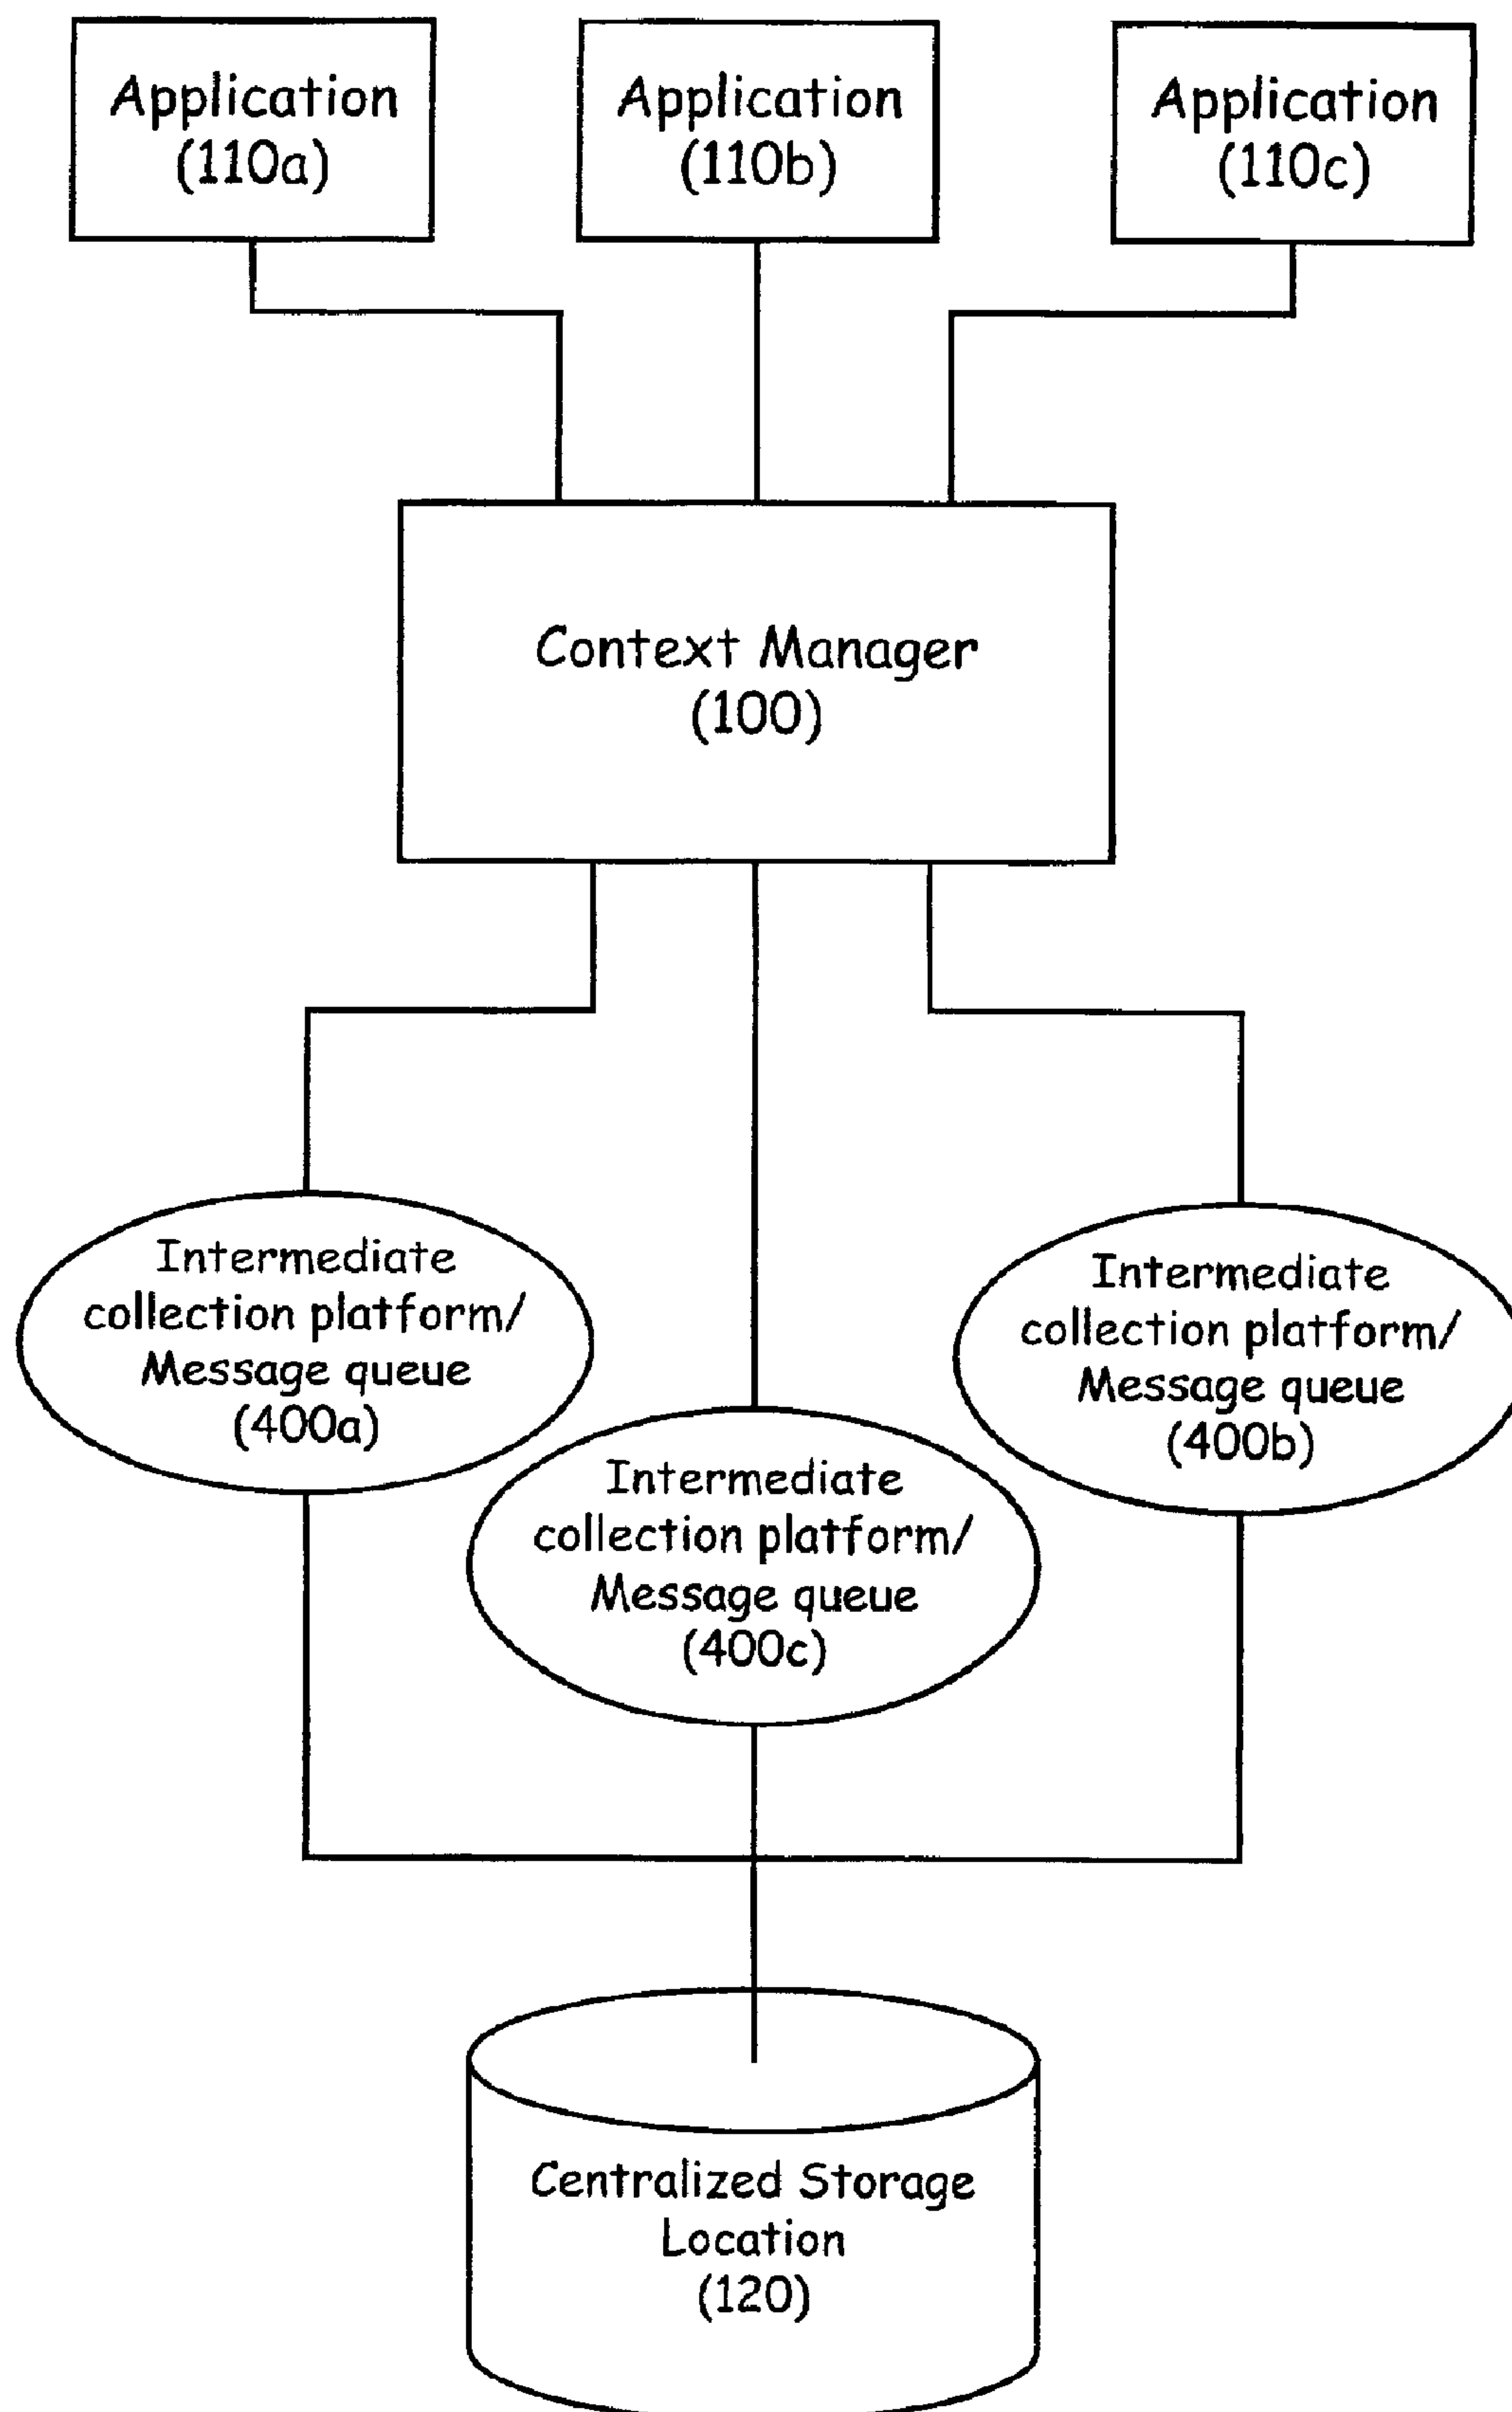 Application
(110a)
Application
(110b)
Application
(110c)
Context Manager
(100)
Intermediate
collection platform/
Message queue
(400a)
Intermediate
collection platform/
Message queue
(400b)
Intermediate
collection platform/
Message queue
(400c)
Centralized Storage
Location
(120)